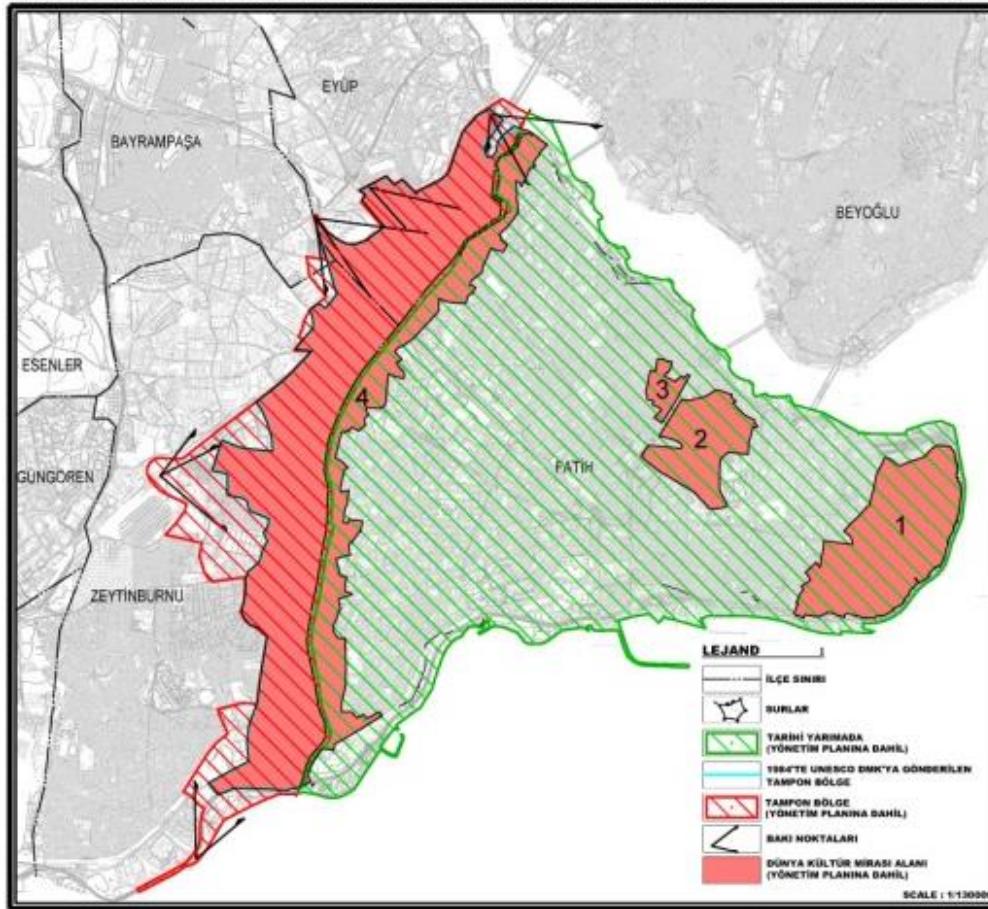 EYÜP
BAYRAMPAŞA
BEYOĞLU
ESENLER
4
3
2
FATİH
GÜNGÖREN
1
ZEYTİNBURNU
LEJAND
İLÇE SINIRI
SURLAR
TARİHİ YARIMADA
(YÖNETİM PLANINA DAHİL)
1984'TE UNESCO DMK'YA GÖNDERİLEN
TAMPON BÖLGE
TAMPON BÖLGE
(YÖNETİM PLANINA DAHİL)
BAKI NOKTALARI
DÜNYA KÜLTÜR MİRASI ALANI
(YÖNETİM PLANINA DAHİL)
SCALE :